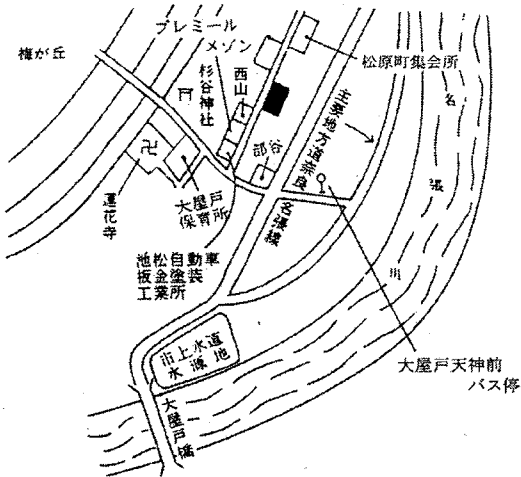 プレミール
メゾン
梅が丘
松原町集会所
杉谷神社
西山
部谷
主要地方道奈良
名張線
名
張
川
卍
蓮花寺
大屋戸
保育所
池松自動車
板金塗装
工業所
市上水道
水源地
大屋戸橋
大屋戸天神前
バス停